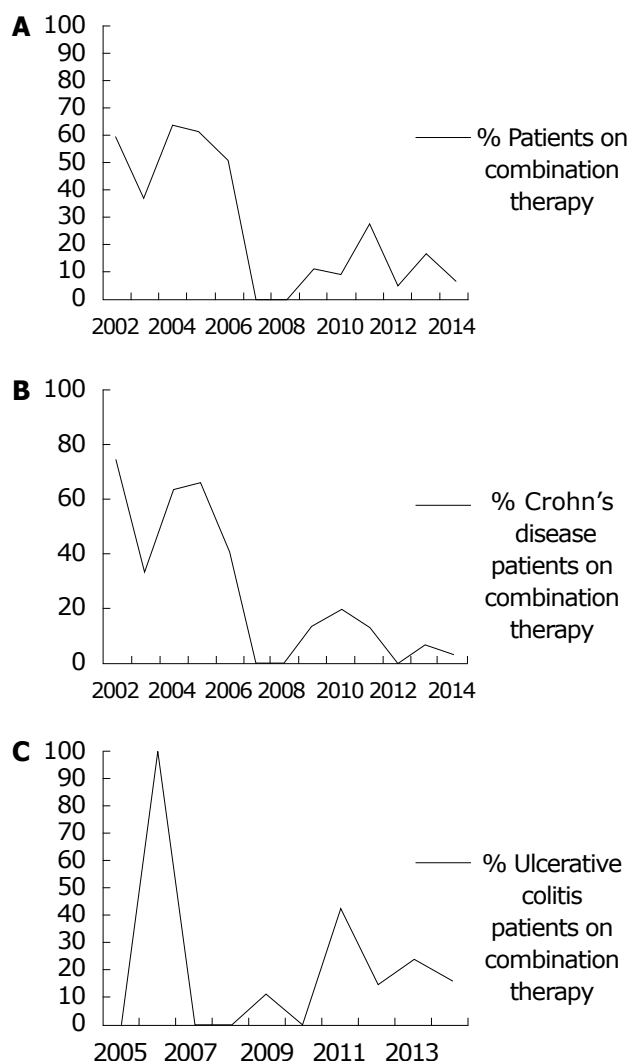 A
100
90
80
70
60
50
40
30
20
10
0
2002 2004 2006 2008 2010 2012 2014
% Patients on
combination
therapy
B
100
80
60
40
20
0
2002 2004 2006 2008 2010 2012 2014
% Crohn's
disease
patients on
combination
therapy
C
100
90
80
70
60
50
40
30
20
10
0
2005 2007 2009 2011 2013
% Ulcerative
colitis
patients on
combination
therapy